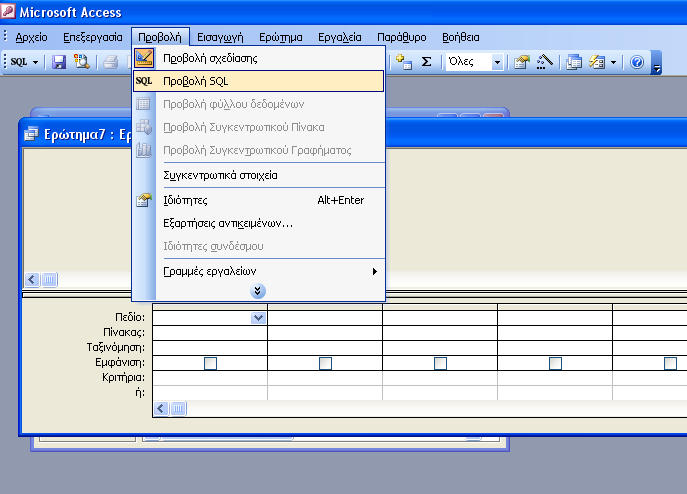 Microsoft Access
Αρχείο Επεξεργασία Προβολή Εισαγωγή Ερώτημα Εργαλεία Παράθυρο Βοήθεια
SQL Όλες
Προβολή σχεδίασης
SQL Προβολή SQL
Προβολή φύλλου δεδομένων
Προβολή Συγκεντρωτικού Πίνακα
Προβολή Συγκεντρωτικού Γραφήματος
Συγκεντρωτικά στοιχεία
Ιδιότητες Alt+Enter
Εξαρτήσεις αντικειμένων...
Ιδιότητες συνδέσμου
Γραμμές εργαλείων
Ερώτημα7 : Ερ
Πεδίο:
Πίνακας:
Ταξινόμηση:
Εμφάνιση:
Κριτήρια:
ή: